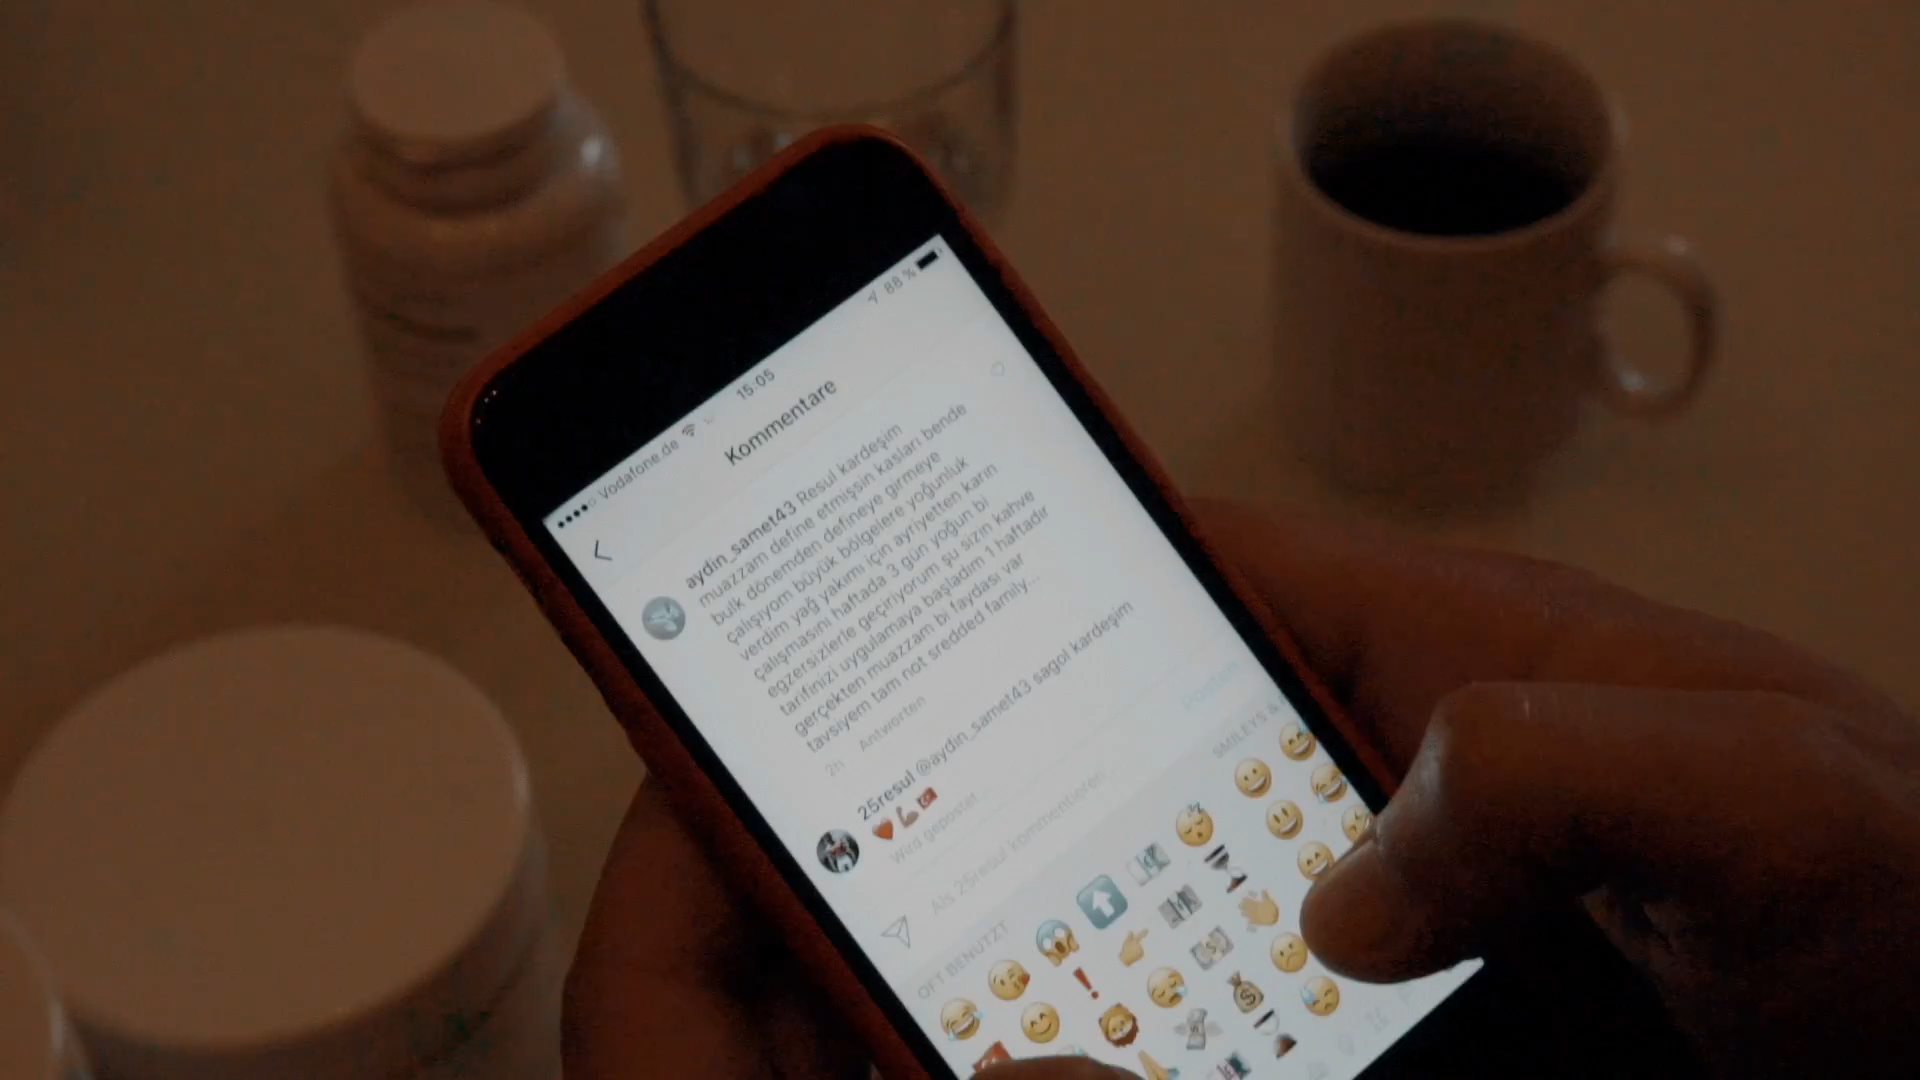 Vodafone.de 15:05 88 %
Kommentare
aydin_samet43 Resul kardeşim
muazzam define etmişsin kasları bende
bulk dönemden defineye girmeye
çalışıyom büyük bölgelere yoğunluk
verdim yağ yakımı için ayriyetten karın
çalışmasını haftada 3 gün yoğun bi
egzersizlerle geçiriyorum şu sizin kahve
tarifinizi uygulamaya başladım 1 haftadır
gerçekten muazzam bi faydası var
tavsiyem tam not sredded family...
2h Antworten
25resul @aydin_samet43 sagol kardeşim
❤️💪🇹🇷
Wird gepostet
Als 25resul kommentieren... Posten
OFT BENUTZT SMILEYS &